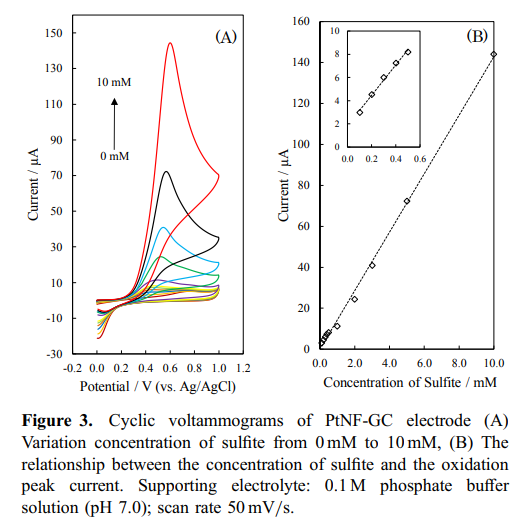 (A)
150
130
110
90
70
50
30
10
-10
-30
Current / μA
10 mM
0 mM
-0.2 0.0 0.2 0.4 0.6 0.8 1.0 1.2
Potential / V (vs. Ag/AgCl)
(B)
160
140
120
100
80
60
40
20
0
Current / μA
10
8
6
4
2
0
0.0 0.2 0.4 0.6
0.0 2.0 4.0 6.0 8.0 10.0
Concentration of Sulfite / mM
Figure 3. Cyclic voltammograms of PtNF-GC electrode (A)
Variation concentration of sulfite from 0 mM to 10 mM, (B) The
relationship between the concentration of sulfite and the oxidation
peak current. Supporting electrolyte: 0.1 M phosphate buffer
solution (pH 7.0); scan rate 50 mV/s.